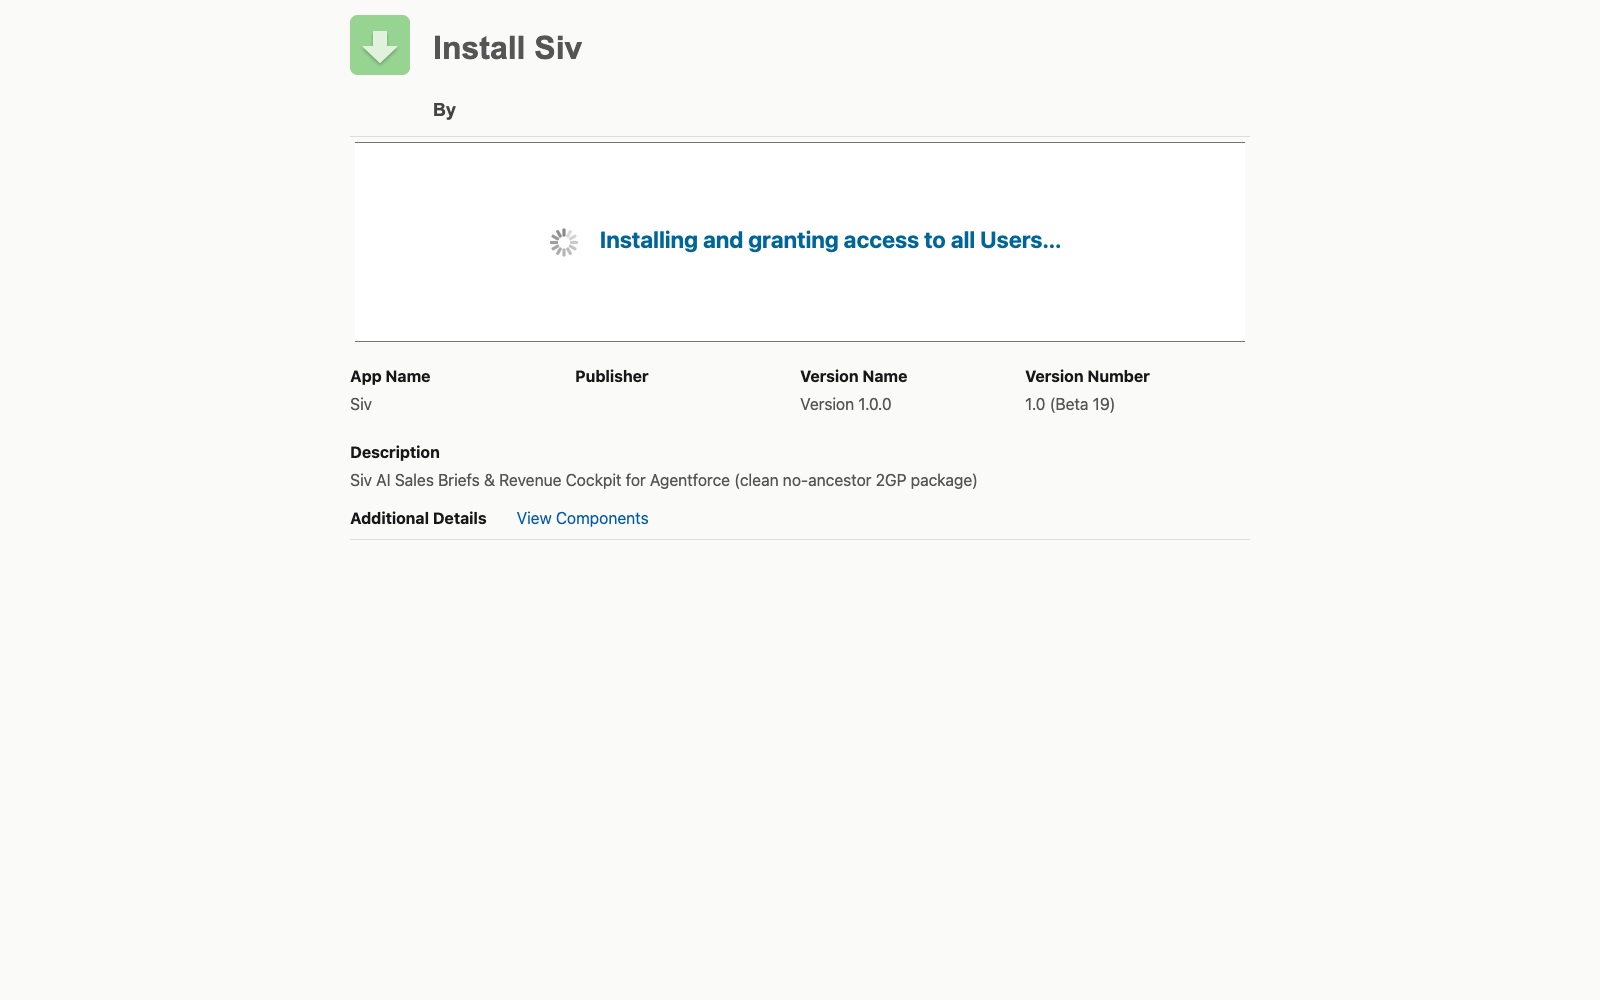 Install Siv
By
Installing and granting access to all Users...
App Name Publisher Version Name Version Number
Siv Version 1.0.0 1.0 (Beta 19)
Description
Siv AI Sales Briefs & Revenue Cockpit for Agentforce (clean no-ancestor 2GP package)
Additional Details View Components